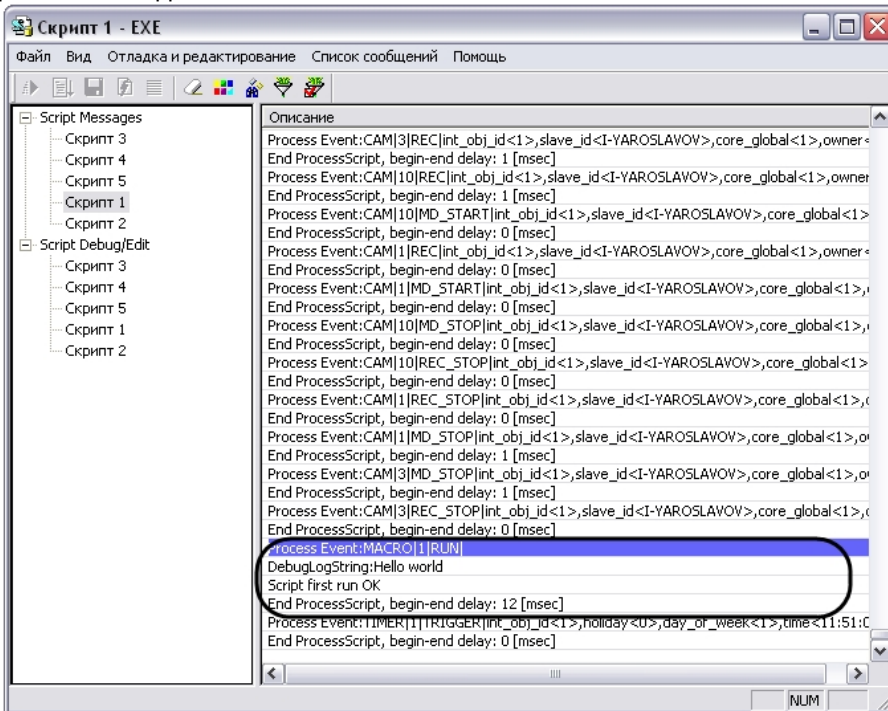 Скрипт 1 - EXE
Файл Вид Отладка и редактирование Список сообщений Помощь
Script Messages
Скрипт 3
Скрипт 4
Скрипт 5
Скрипт 1
Скрипт 2
Script Debug/Edit
Скрипт 3
Скрипт 4
Скрипт 5
Скрипт 1
Скрипт 2
Описание
Process Event:CAM|3|REC|int_obj_id<1>,slave_id<I-YAROSLAVOV>,core_global<1>,owner<
End ProcessScript, begin-end delay: 1 [msec]
Process Event:CAM|10|REC|int_obj_id<1>,slave_id<I-YAROSLAVOV>,core_global<1>,owner
End ProcessScript, begin-end delay: 1 [msec]
Process Event:CAM|10|MD_START|int_obj_id<1>,slave_id<I-YAROSLAVOV>,core_global<1>
End ProcessScript, begin-end delay: 0 [msec]
Process Event:CAM|1|REC|int_obj_id<1>,slave_id<I-YAROSLAVOV>,core_global<1>,owner<
End ProcessScript, begin-end delay: 0 [msec]
Process Event:CAM|1|MD_START|int_obj_id<1>,slave_id<I-YAROSLAVOV>,core_global<1>,
End ProcessScript, begin-end delay: 0 [msec]
Process Event:CAM|10|MD_STOP|int_obj_id<1>,slave_id<I-YAROSLAVOV>,core_global<1>,
End ProcessScript, begin-end delay: 0 [msec]
Process Event:CAM|10|REC_STOP|int_obj_id<1>,slave_id<I-YAROSLAVOV>,core_global<1>
End ProcessScript, begin-end delay: 0 [msec]
Process Event:CAM|1|REC_STOP|int_obj_id<1>,slave_id<I-YAROSLAVOV>,core_global<1>,
End ProcessScript, begin-end delay: 0 [msec]
Process Event:CAM|1|MD_STOP|int_obj_id<1>,slave_id<I-YAROSLAVOV>,core_global<1>,
End ProcessScript, begin-end delay: 1 [msec]
Process Event:CAM|3|MD_STOP|int_obj_id<1>,slave_id<I-YAROSLAVOV>,core_global<1>,
End ProcessScript, begin-end delay: 1 [msec]
Process Event:CAM|3|REC_STOP|int_obj_id<1>,slave_id<I-YAROSLAVOV>,core_global<1>,
End ProcessScript, begin-end delay: 0 [msec]
Process Event:MACRO|1|RUN|
DebugLogString:Hello world
Script first run OK
End ProcessScript, begin-end delay: 12 [msec]
Process Event:TIMER|1|TRIGGER|int_obj_id<1>,holiday<0>,day_of_week<1>,time<11:51:0
End ProcessScript, begin-end delay: 0 [msec]
NUM